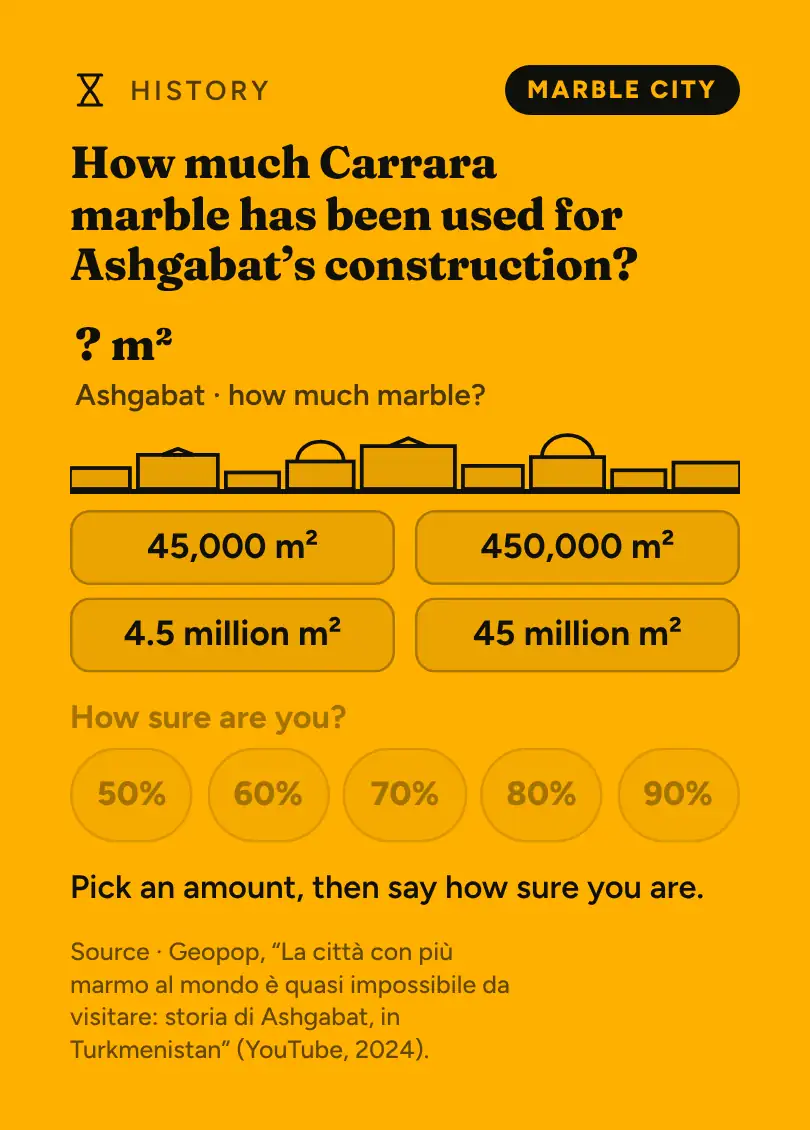 HISTORY
MARBLE CITY
How much Carrara
marble has been used for
Ashgabat’s construction?
? m²
Ashgabat · how much marble?
45,000 m²
450,000 m²
4.5 million m²
45 million m²
How sure are you?
50%
60%
70%
80%
90%
Pick an amount, then say how sure you are.
Source · Geopop, “La città con più
marmo al mondo è quasi impossibile da
visitare: storia di Ashgabat, in
Turkmenistan” (YouTube, 2024).